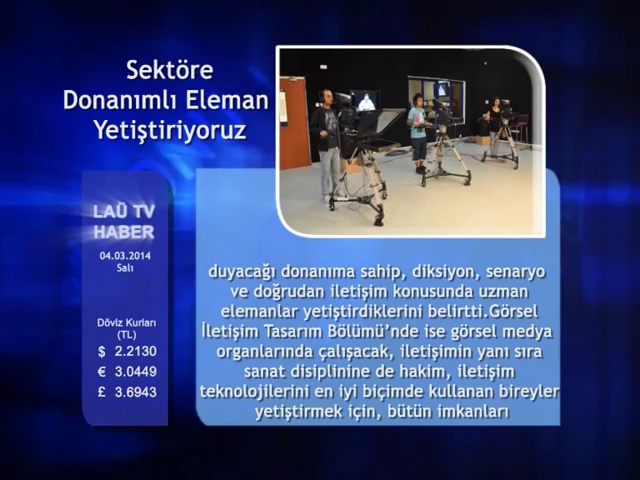 Sektöre
Donanımlı Eleman
Yetiştiriyoruz
LAÜ TV
HABER
04.03.2014
Salı
Döviz Kurları
(TL)
$ 2.2130
€ 3.0449
£ 3.6943
duyacağı donanıma sahip, diksiyon, senaryo
ve doğrudan iletişim konusunda uzman
elemanlar yetiştirdiklerini belirtti.Görsel
İletişim Tasarım Bölümü'nde ise görsel medya
organlarında çalışacak, iletişimin yanı sıra
sanat disiplinine de hakim, iletişim
teknolojilerini en iyi biçimde kullanan bireyler
yetiştirmek için, bütün imkanları